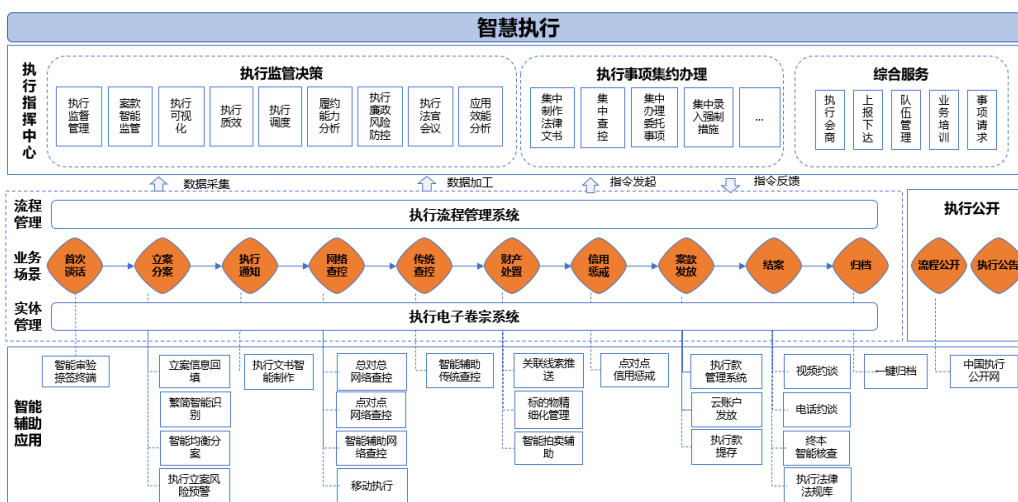 智慧执行
执行指挥中心
执行监管决策
执行
监督
管理
案款
智能
监管
执行
可视
化
执行
质效
执行
调度
履约
能力
分析
执行
廉政
风险
防控
执行
法官
会议
应用
效能
分析
执行事项集约办理
集中
制作
法律
文书
集
中
查
控
集中
办理
委托
事项
集中录
入强制
措施
...
综合服务
执行会商
上报下达
队伍管理
业务培训
事项请求
数据采集
数据加工
指令发起
指令反馈
流程
管理
执行流程管理系统
业务
场景
首次
谈话
立案
分案
执行
通知
网络
查控
传统
查控
财产
处置
信用
惩戒
案款
发放
结案
归档
实体
管理
执行电子卷宗系统
执行公开
流程公开
执行公告
智能
辅助
应用
智能审验
接签终端
立案信息回
填
繁简智能识
别
智能均衡分
案
执行立案风
险预警
执行文书智
能制作
总对总
网络查控
点对点
网络查控
智能辅助网
络查控
移动执行
智能辅助
传统查控
关联线索推
送
标的物精
细化管理
智能拍卖辅
助
点对点
信用惩戒
执行款
管理系统
云账户
发放
执行款
提存
视频约谈
电话约谈
终本
智能核查
执行法律
法规库
一键归档
中国执行
公开网